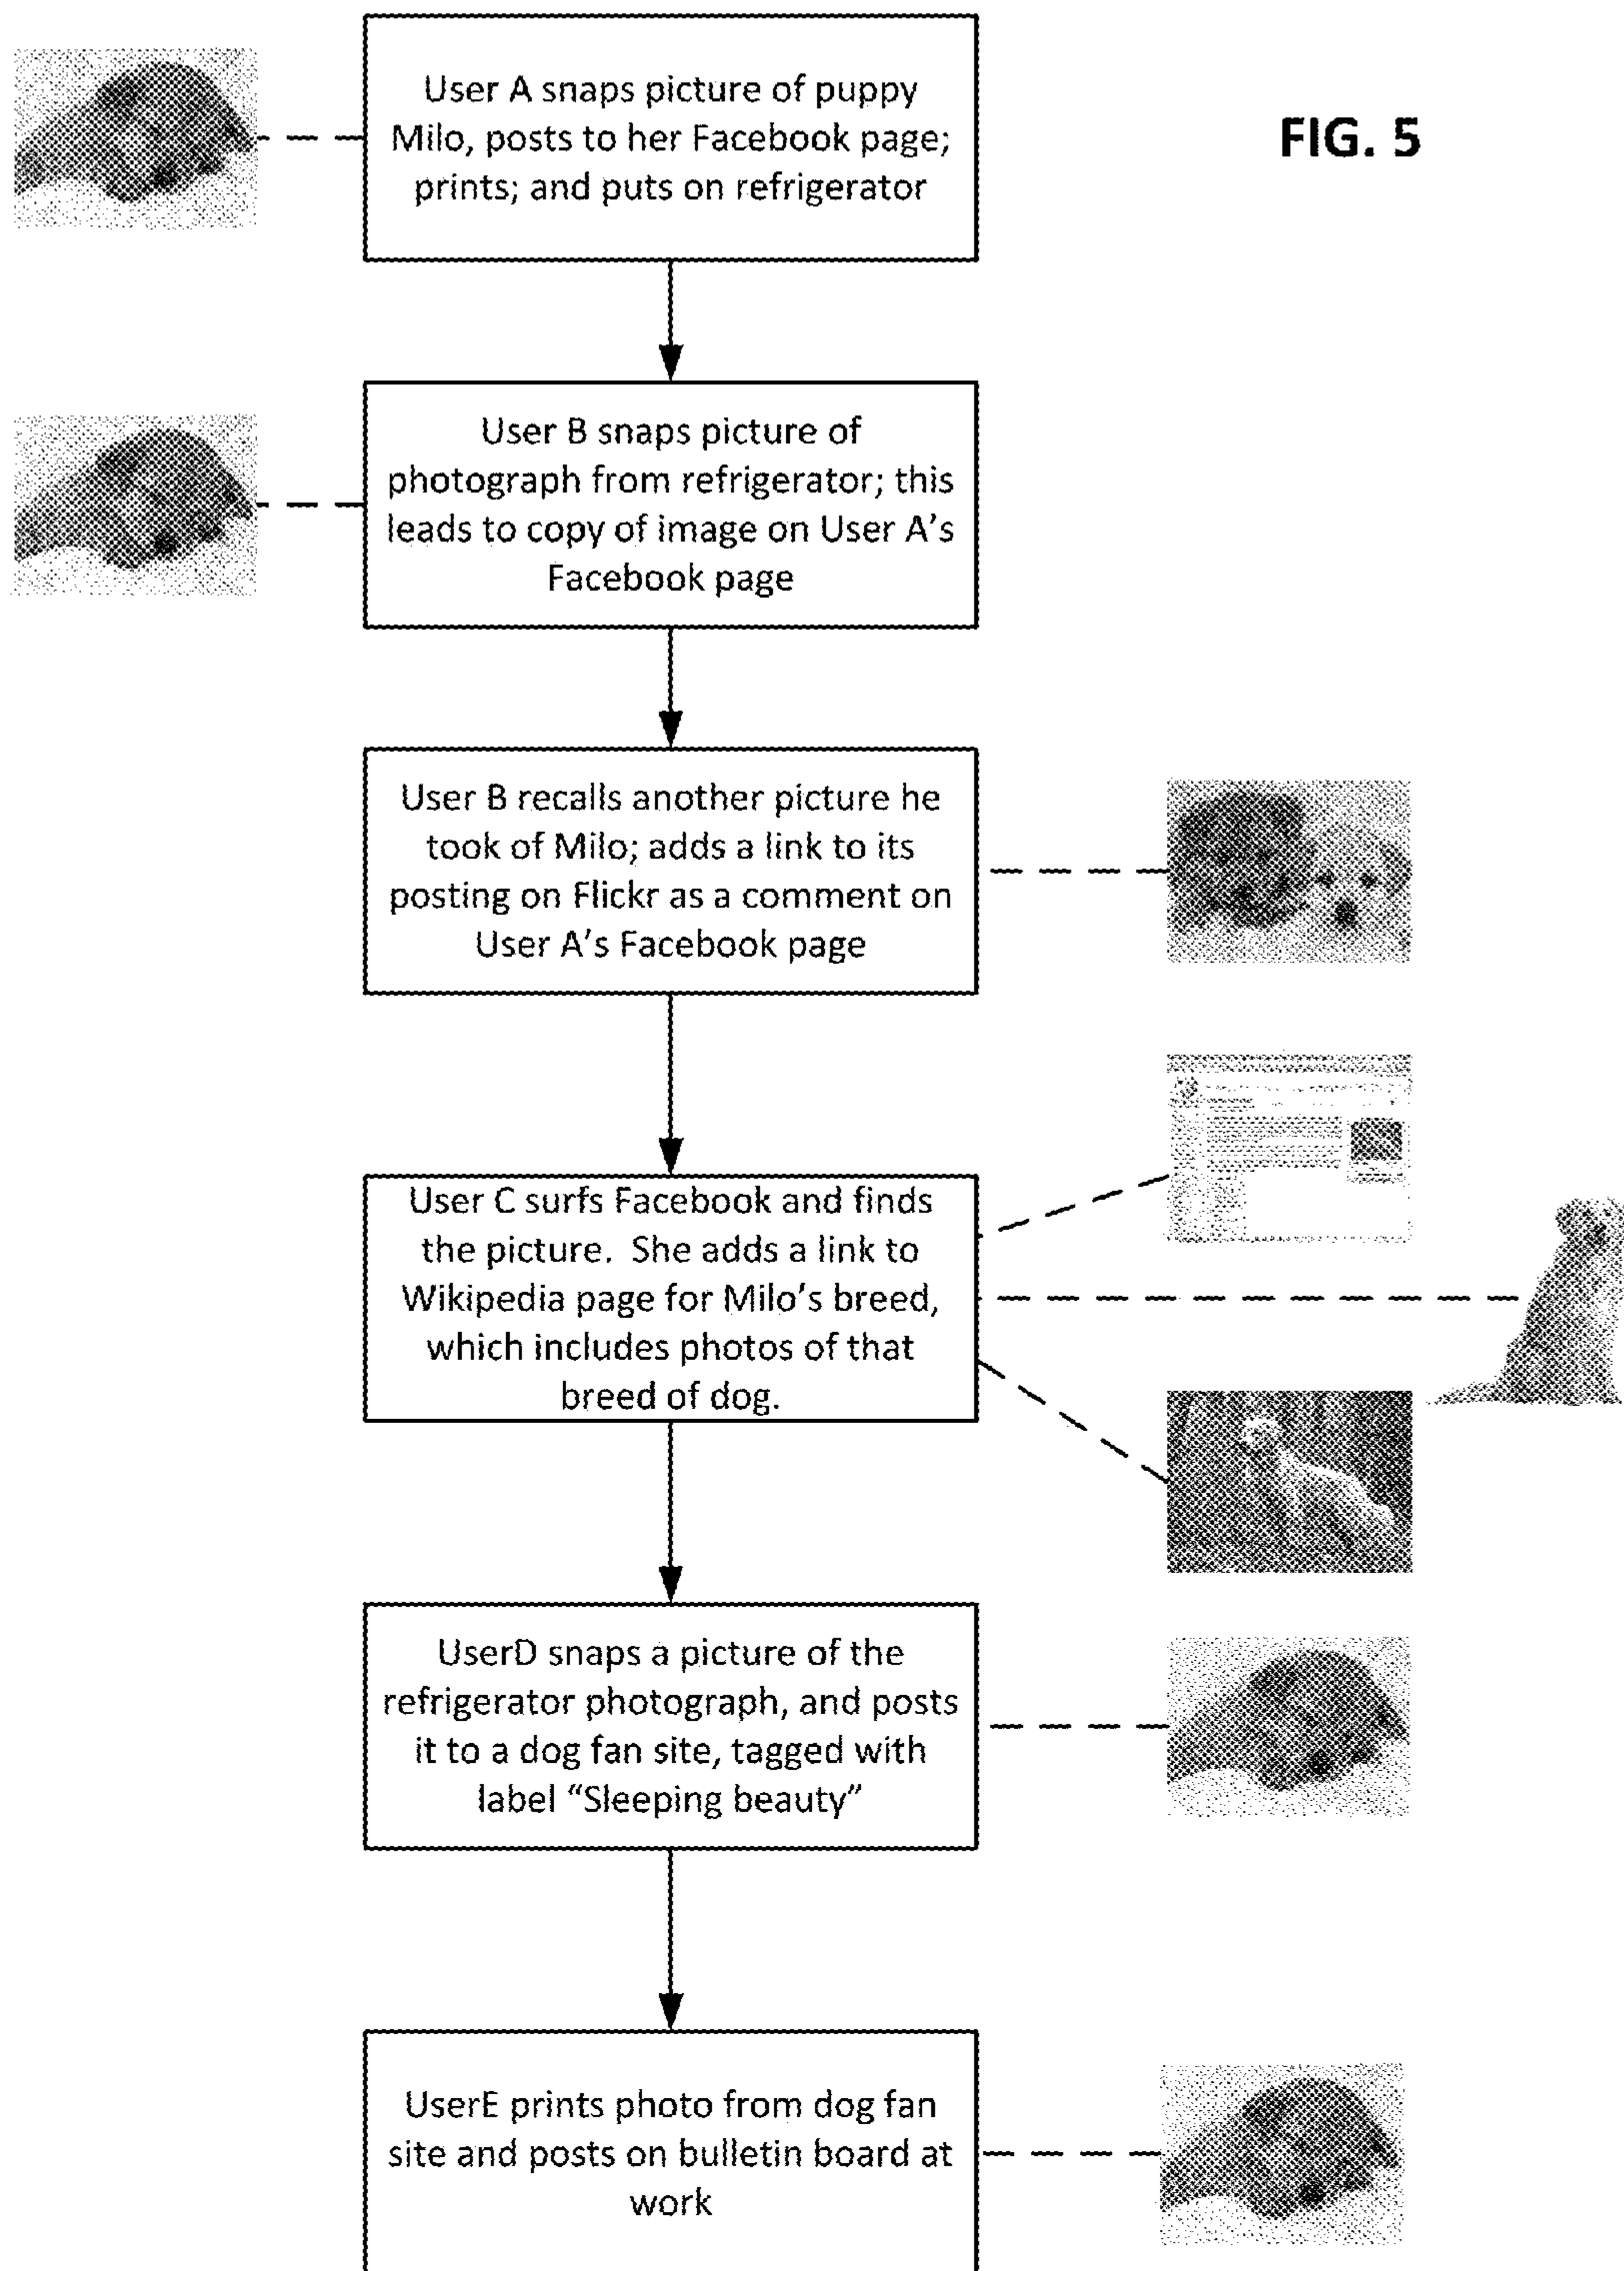 FIG. 5
User A snaps picture of puppy
Milo, posts to her Facebook page;
prints; and puts on refrigerator
User B snaps picture of
photograph from refrigerator; this
leads to copy of image on User A's
Facebook page
User B recalls another picture he
took of Milo; adds a link to its
posting on Flickr as a comment on
User A's Facebook page
User C surfs Facebook and finds
the picture.  She adds a link to
Wikipedia page for Milo's breed,
which includes photos of that
breed of dog.
UserD snaps a picture of the
refrigerator photograph, and posts
it to a dog fan site, tagged with
label “Sleeping beauty”
UserE prints photo from dog fan
site and posts on bulletin board at
work